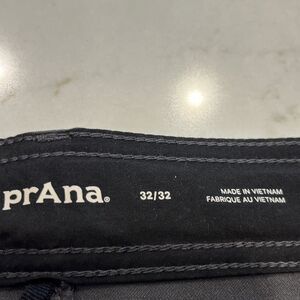 prAna®
32/32
MADE IN VIETNAM
FABRIQUE AU VIETNAM